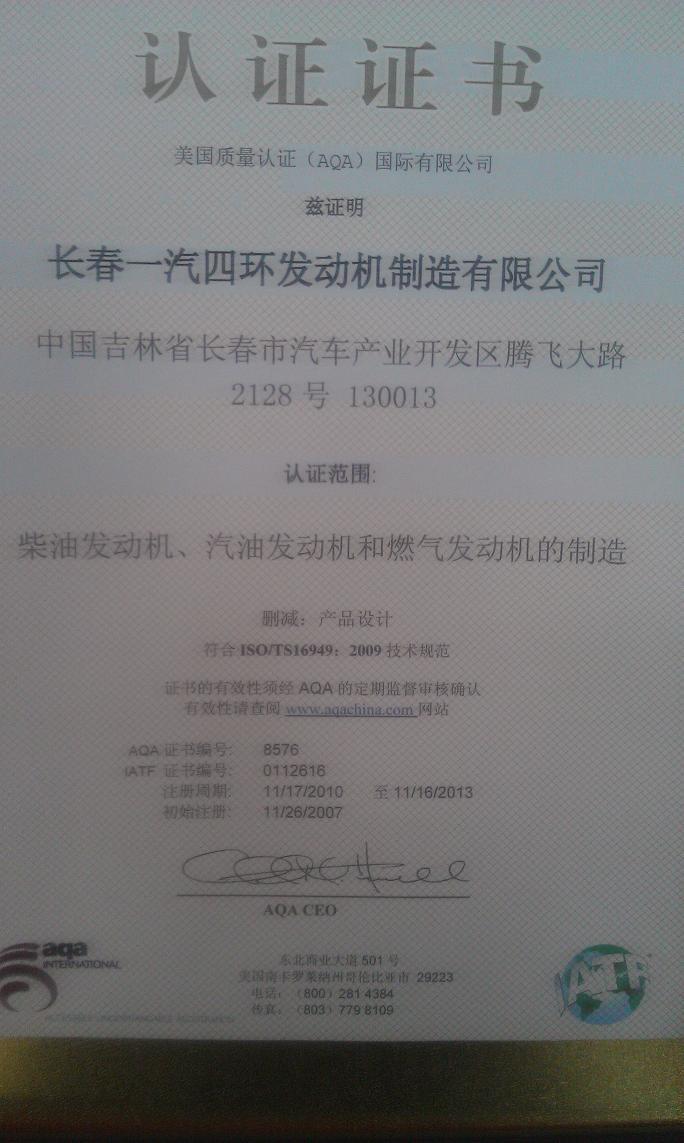 认证证书
美国质量认证（AQA）国际有限公司
兹证明
长春一汽四环发动机制造有限公司
中国吉林省长春市汽车产业开发区腾飞大路
2128 号 130013
认证范围:
柴油发动机、汽油发动机和燃气发动机的制造
删减：产品设计
符合 ISO/TS16949：2009 技术规范
证书的有效性须经 AQA 的定期监督审核确认
有效性请查阅 www.aqachina.com 网站
AQA 证书编号: 8576
IATF 证书编号: 0112616
注册周期: 11/17/2010 至 11/16/2013
初始注册: 11/26/2007
AQA CEO
aqa
INTERNATIONAL
东北商业大道 501 号
美国南卡罗莱纳州哥伦比亚市 29223
电话：（800）281 4384
传真：（803）779 8109
IATF